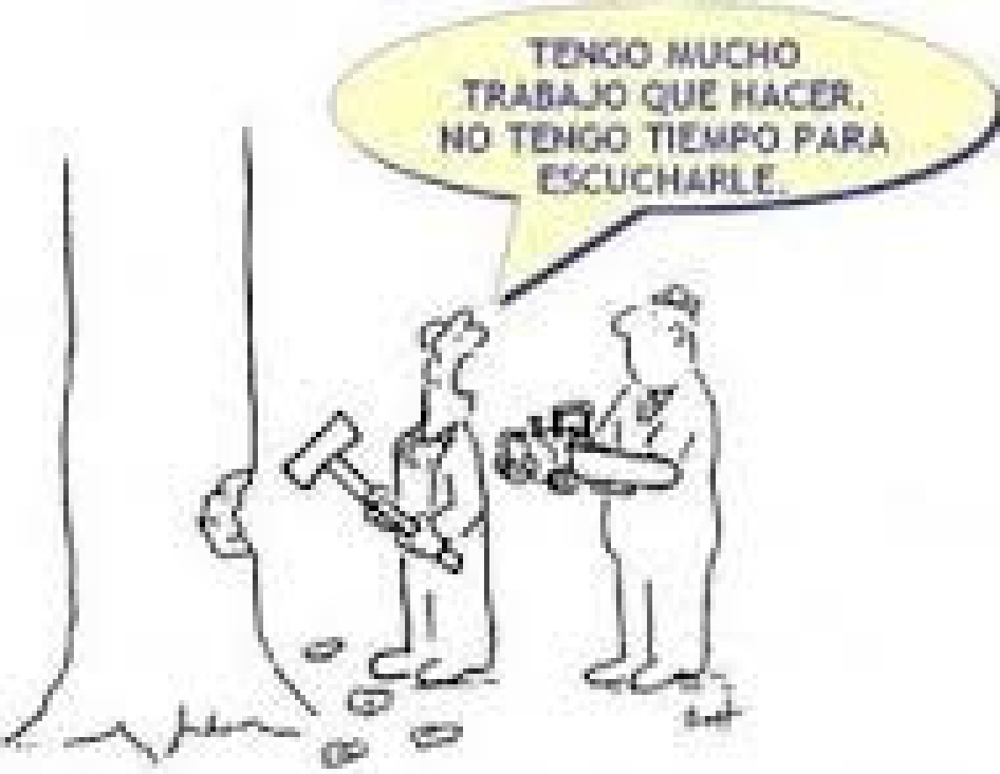 TENGO MUCHO
TRABAJO QUE HACER.
NO TENGO TIEMPO PARA
ESCUCHARLE.